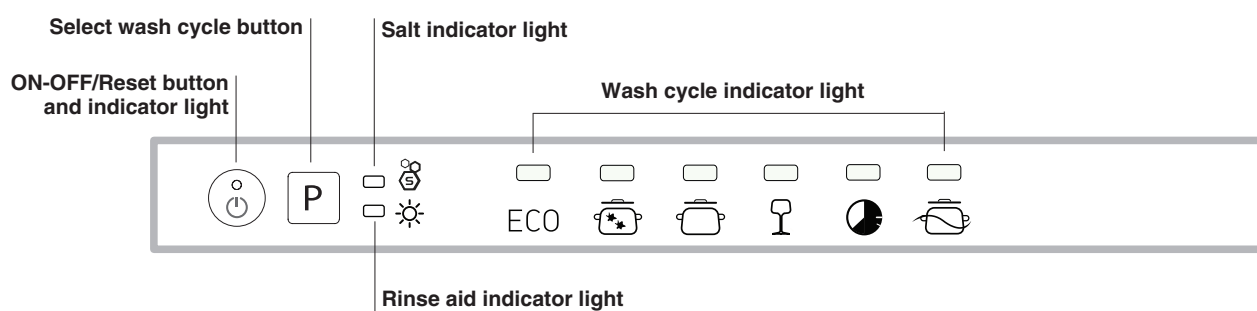 Select wash cycle button
Salt indicator light
ON-OFF/Reset button
and indicator light
Wash cycle indicator light
P
S
ECO
Rinse aid indicator light